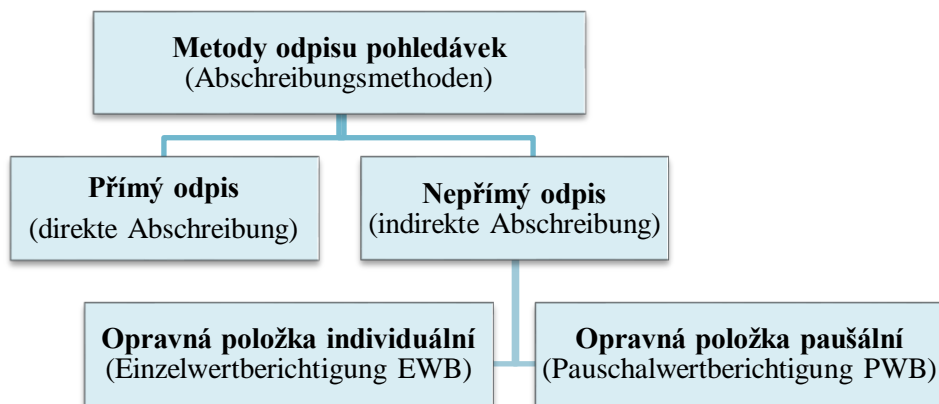 Metody odpisu pohledávek
(Abschreibungsmethoden)
Přímý odpis
(direkte Abschreibung)
Nepřímý odpis
(indirekte Abschreibung)
Opravná položka individuální
(Einzelwertberichtigung EWB)
Opravná položka paušální
(Pauschalwertberichtigung PWB)